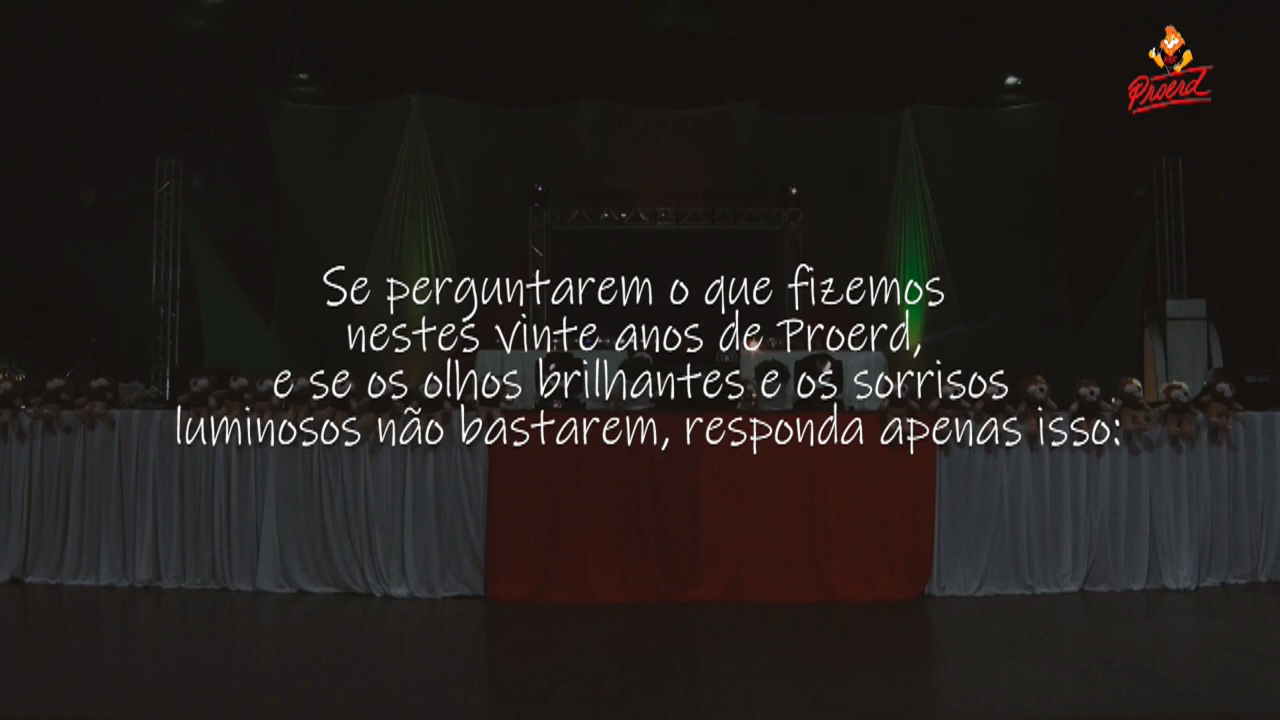 Proerd
Se perguntarem o que fizemos
nestes vinte anos de Proerd,
e se os olhos brilhantes e os sorrisos
luminosos não bastarem, responda apenas isso: